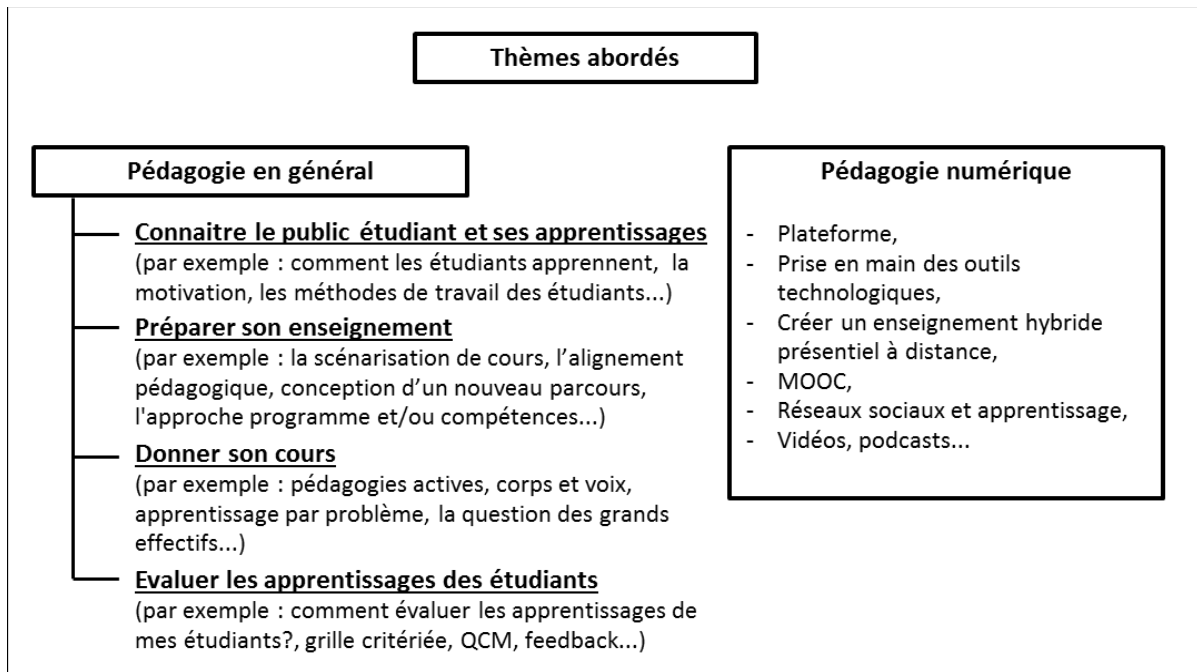 Thèmes abordés
Pédagogie en général
Connaitre le public étudiant et ses apprentissages
(par exemple : comment les étudiants apprennent, la
motivation, les méthodes de travail des étudiants...)
Préparer son enseignement
(par exemple : la scénarisation de cours, l’alignement
pédagogique, conception d’un nouveau parcours,
l'approche programme et/ou compétences...)
Donner son cours
(par exemple : pédagogies actives, corps et voix,
apprentissage par problème, la question des grands
effectifs...)
Evaluer les apprentissages des étudiants
(par exemple : comment évaluer les apprentissages de
mes étudiants?, grille critériée, QCM, feedback...)
Pédagogie numérique
- Plateforme,
- Prise en main des outils
technologiques,
- Créer un enseignement hybride
présentiel à distance,
- MOOC,
- Réseaux sociaux et apprentissage,
- Vidéos, podcasts...